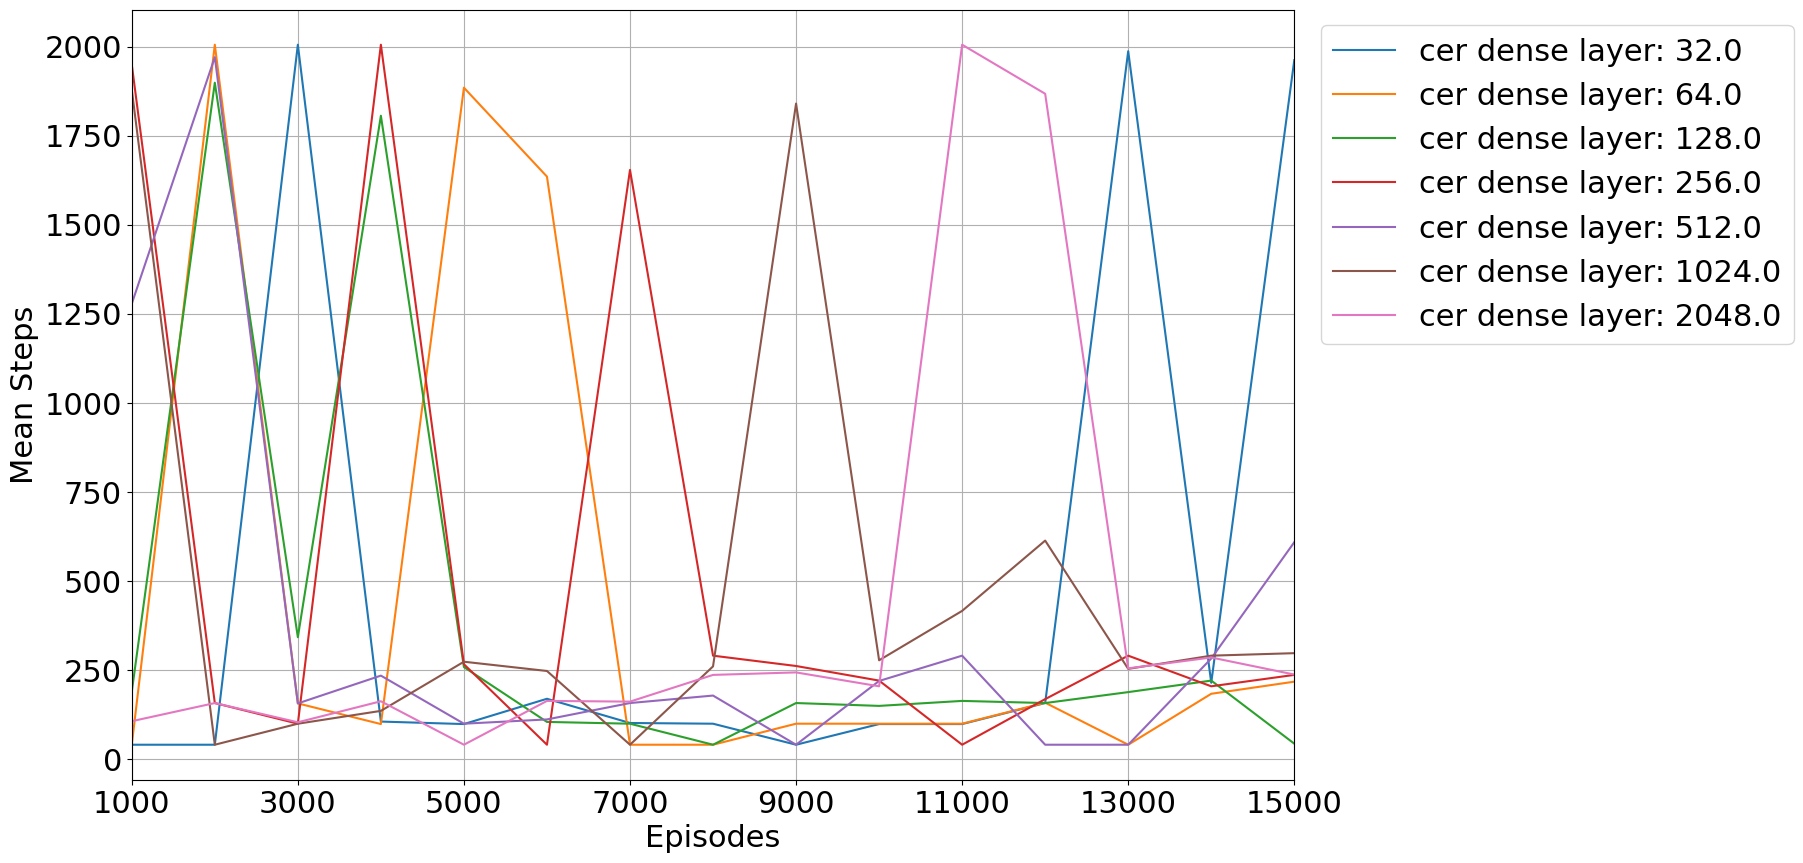 2000
1750
1500
1250
1000
750
500
250
0
Mean Steps
1000 3000 5000 7000 9000 11000 13000 15000
Episodes
cer dense layer: 32.0
cer dense layer: 64.0
cer dense layer: 128.0
cer dense layer: 256.0
cer dense layer: 512.0
cer dense layer: 1024.0
cer dense layer: 2048.0